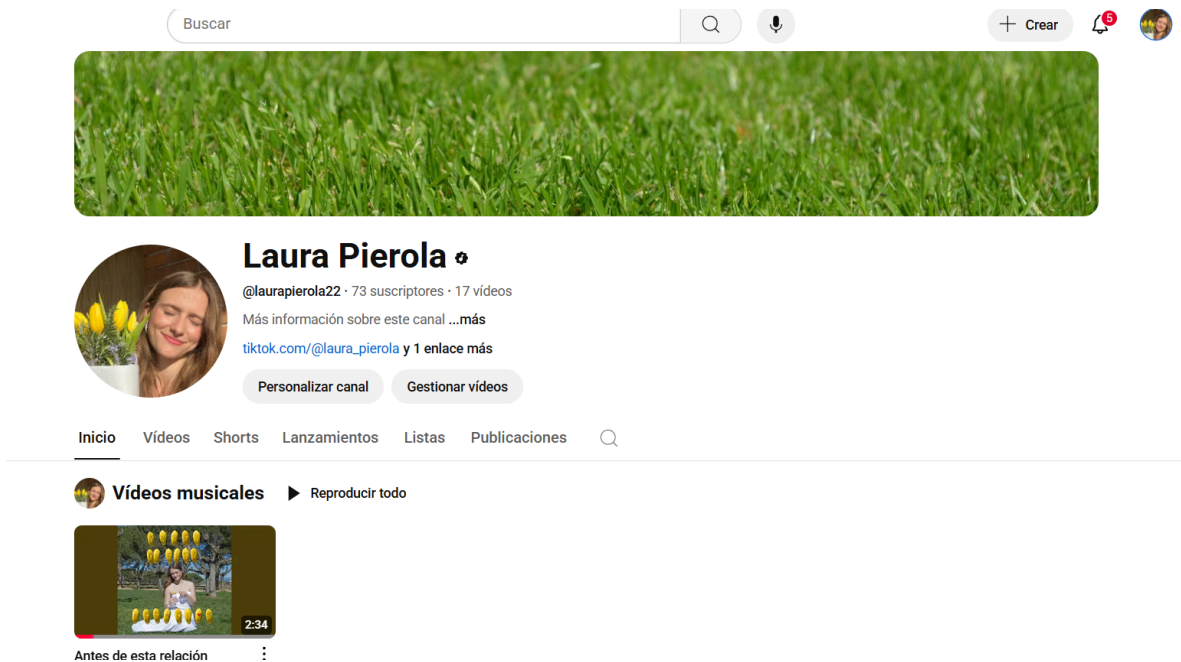 Buscar
Crear
5
Laura Pierola
@laurapierola22 · 73 suscriptores · 17 vídeos
Más información sobre este canal ...más
tiktok.com/@laura_pierola y 1 enlace más
Personalizar canal Gestionar vídeos
Inicio Vídeos Shorts Lanzamientos Listas Publicaciones
Vídeos musicales Reproducir todo
2:34
Antes de esta relación